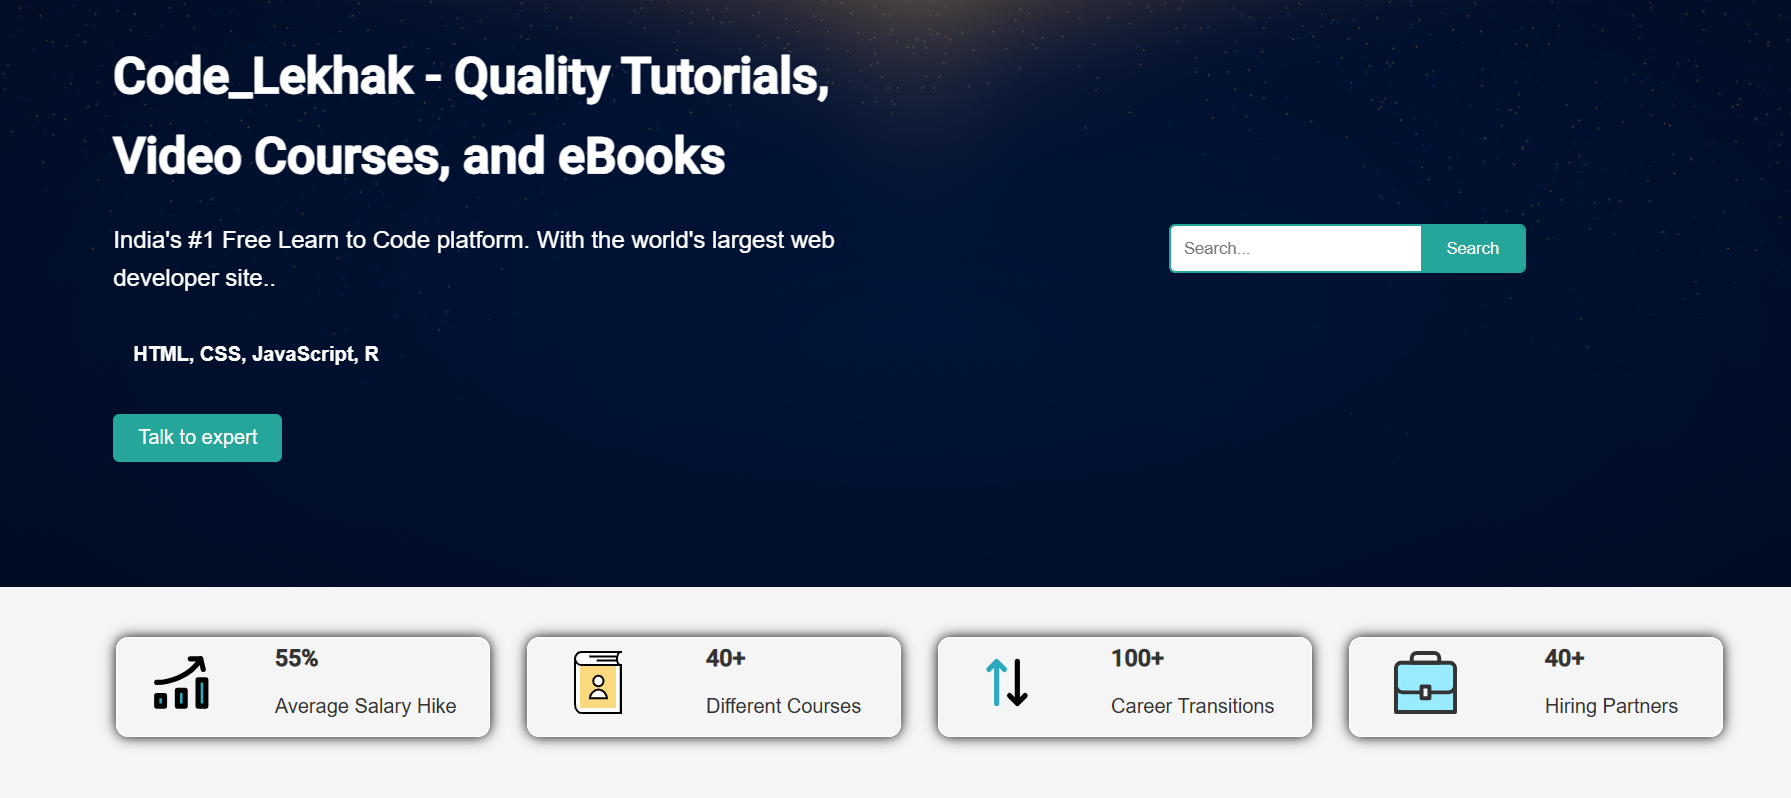 Code_Lekhak - Quality Tutorials,
Video Courses, and eBooks
India's #1 Free Learn to Code platform. With the world's largest web
developer site..
Search...
Search
HTML, CSS, JavaScript, R
Talk to expert
55%
Average Salary Hike
40+
Different Courses
100+
Career Transitions
40+
Hiring Partners